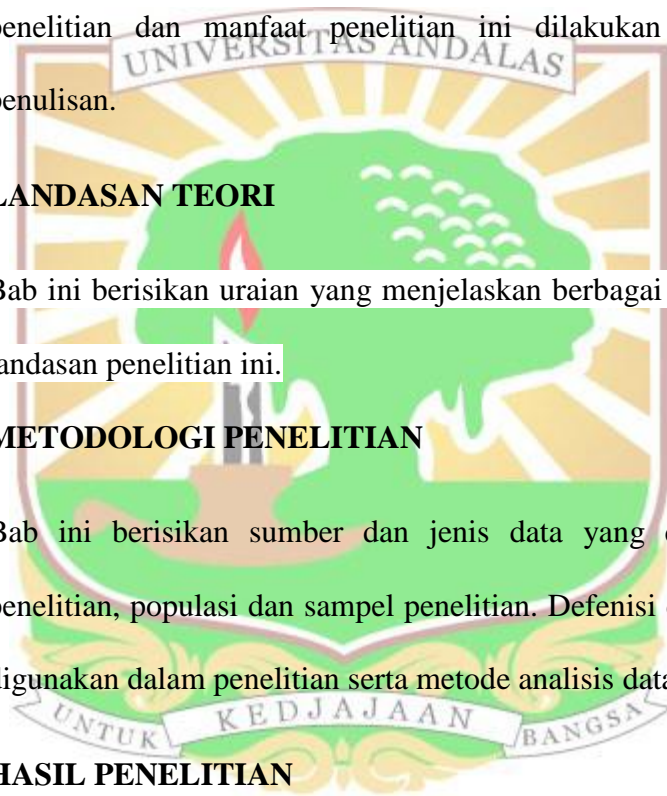 penelitian dan manfaat penelitian ini dilakukan
UNIVERSITAS ANDALAS
penulisan.
LANDASAN TEORI
Bab ini berisikan uraian yang menjelaskan berbagai
landasan penelitian ini.
METODOLOGI PENELITIAN
Bab ini berisikan sumber dan jenis data yang
penelitian, populasi dan sampel penelitian. Defenisi
digunakan dalam penelitian serta metode analisis data
UNTUK KEDJAJAAN BANGSA
HASIL PENELITIAN